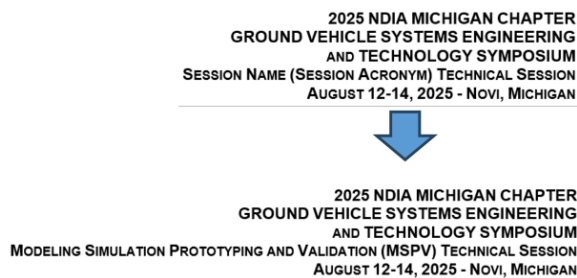 2025 NDIA MICHIGAN CHAPTER
GROUND VEHICLE SYSTEMS ENGINEERING
AND TECHNOLOGY SYMPOSIUM
SESSION NAME (SESSION ACRONYM) TECHNICAL SESSION
AUGUST 12-14, 2025 - NOVI, MICHIGAN
2025 NDIA MICHIGAN CHAPTER
GROUND VEHICLE SYSTEMS ENGINEERING
AND TECHNOLOGY SYMPOSIUM
MODELING SIMULATION PROTOTYPING AND VALIDATION (MSPV) TECHNICAL SESSION
AUGUST 12-14, 2025 - NOVI, MICHIGAN